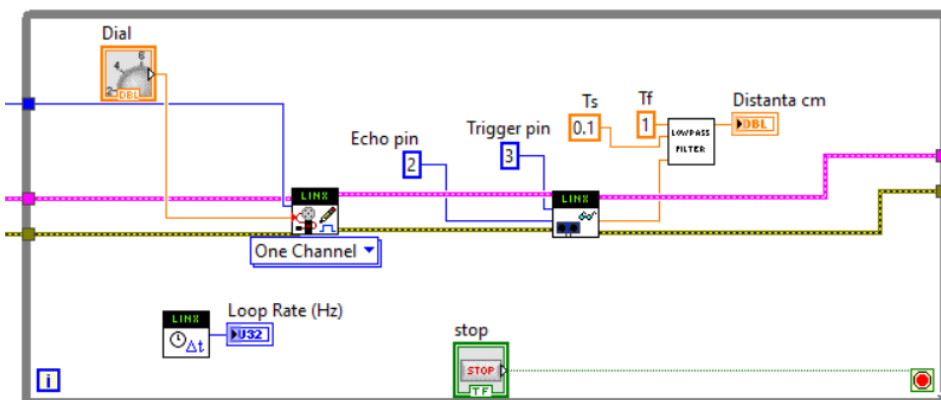 Dial
2 4 6
DBL
Echo pin
2
Trigger pin
3
Ts
0.1
Tf
1
LOWPASS
FILTER
Distanta cm
DBL
LINX
One Channel
LINX
LINX
Δt
Loop Rate (Hz)
U32
stop
STOP
TF
i